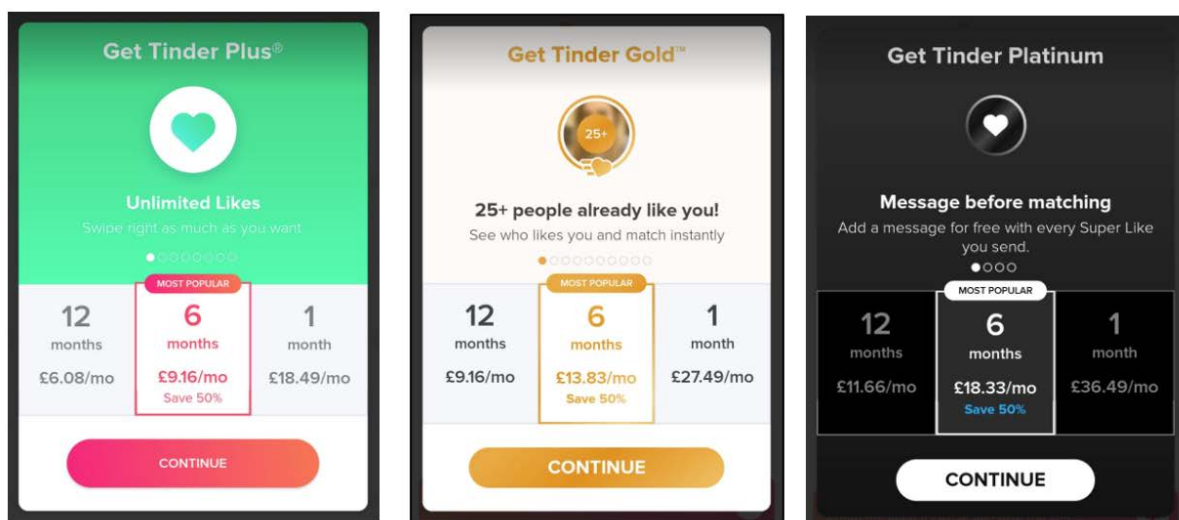 Get Tinder Plus®
Unlimited Likes
Swipe right as much as you want
MOST POPULAR
12
months
£6.08/mo
6
months
£9.16/mo
Save 50%
1
month
£18.49/mo
CONTINUE
Get Tinder Gold™
25+
25+ people already like you!
See who likes you and match instantly
MOST POPULAR
12
months
£9.16/mo
6
months
£13.83/mo
Save 50%
1
month
£27.49/mo
CONTINUE
Get Tinder Platinum
Message before matching
Add a message for free with every Super Like
you send.
MOST POPULAR
12
months
£11.66/mo
6
months
£18.33/mo
Save 50%
1
month
£36.49/mo
CONTINUE